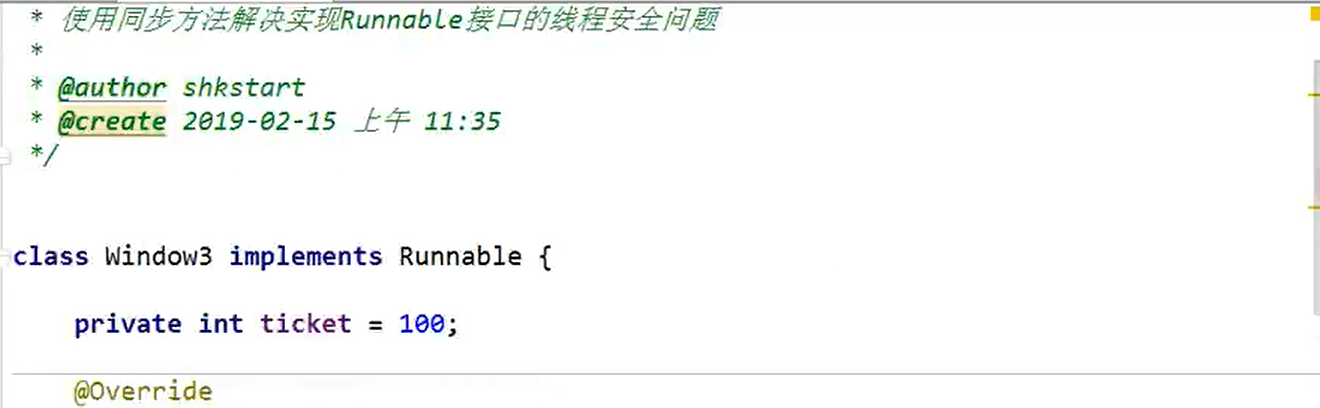 * 使用同步方法解决实现Runnable接口的线程安全问题
*
* @author shkstart
* @create 2019-02-15 上午 11:35
*/
class Window3 implements Runnable {
private int ticket = 100;
@Override